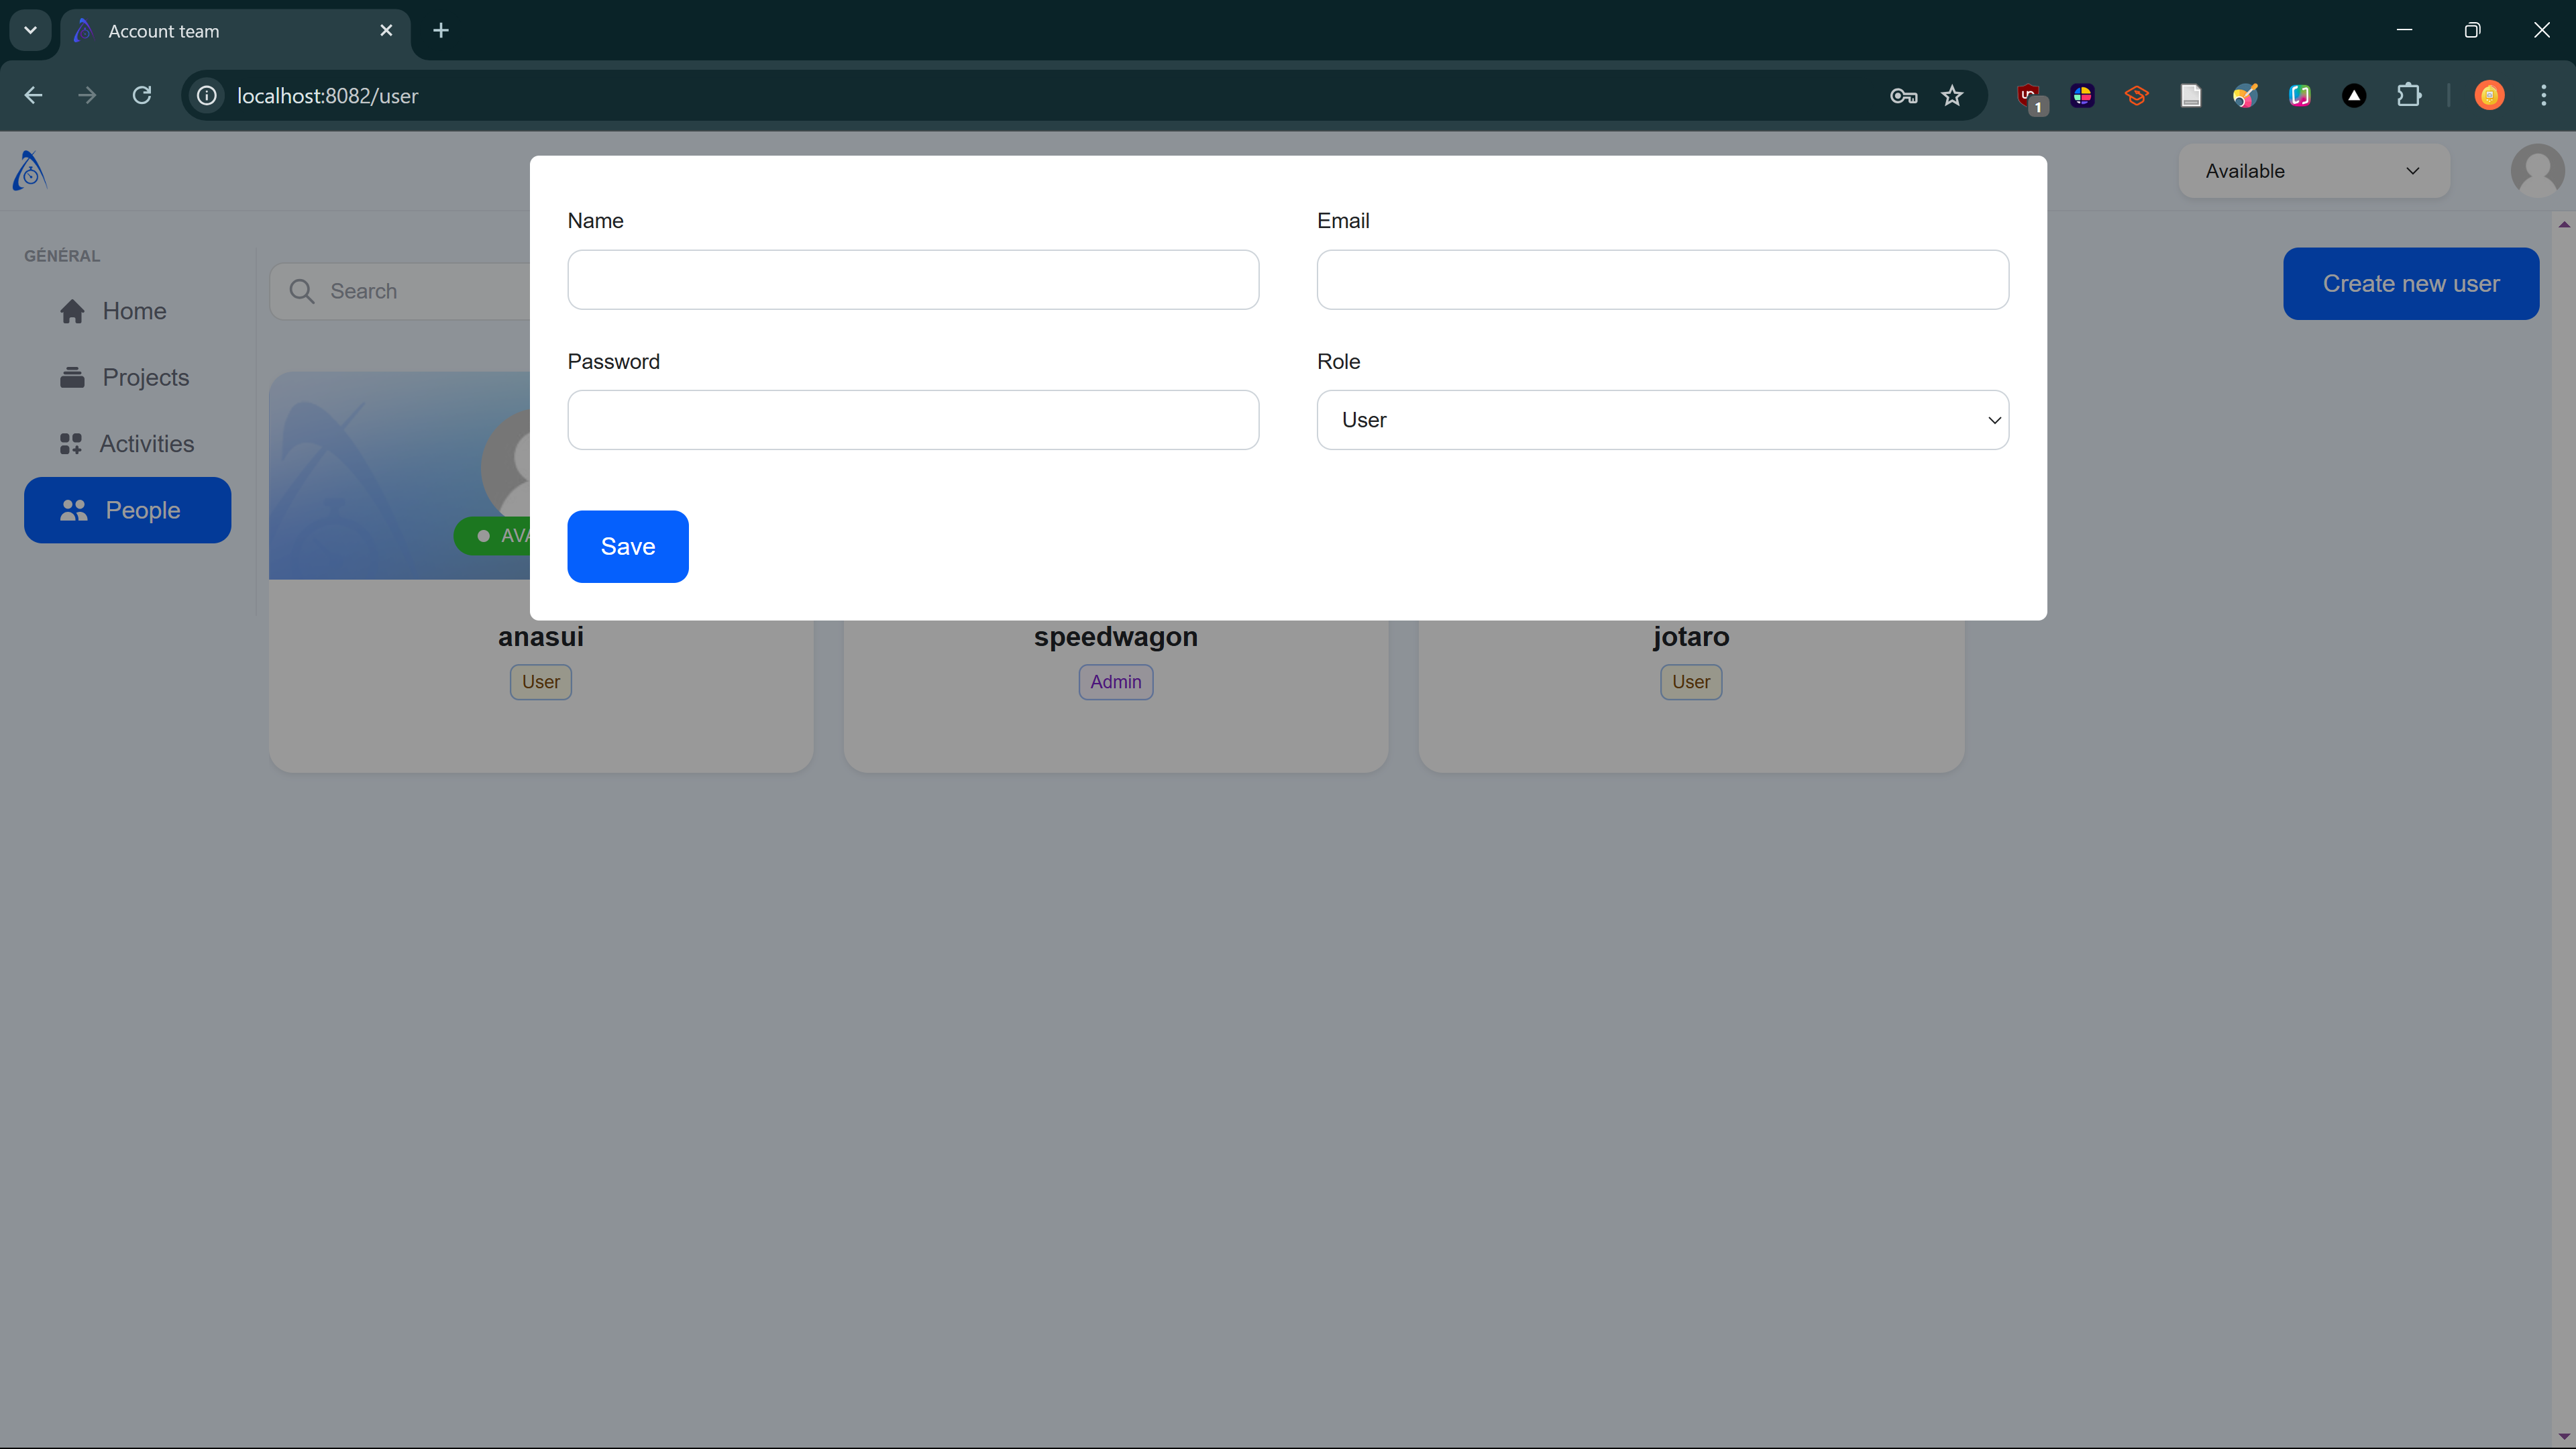 Account team
localhost:8082/user
1
Available
GÉNÉRAL
Home
Projects
Activities
People
Search
Create new user
Name
Email
Password
Role
User
Save
anasui
User
speedwagon
Admin
jotaro
User